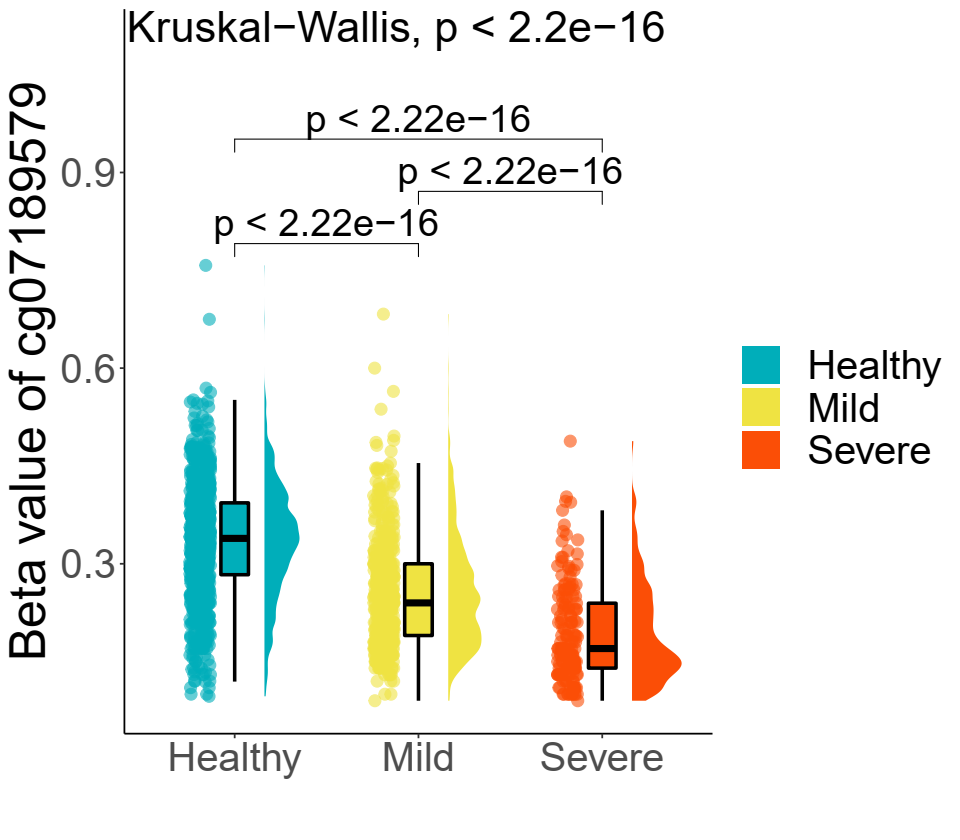 Kruskal−Wallis, p < 2.2e−16
p < 2.22e−16
p < 2.22e−16
p < 2.22e−16
Beta value of cg07189579
0.9
0.6
0.3
Healthy
Mild
Severe
Healthy
Mild
Severe